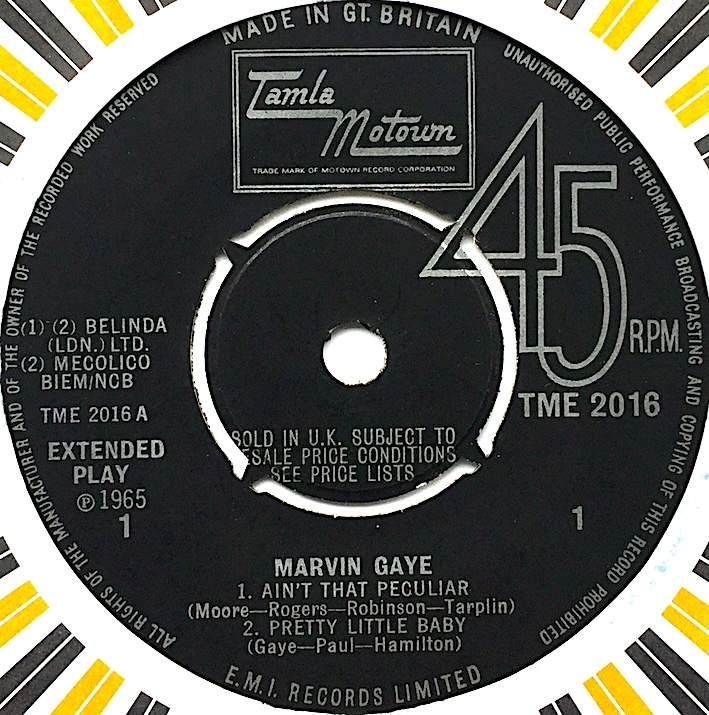 MADE IN GT. BRITAIN
UNAUTHORISED PUBLIC PERFORMANCE BROADCASTING AND COPYING OF THIS RECORD PROHIBITED
ALL RIGHTS OF THE MANUFACTURER AND OF THE OWNER OF THE RECORDED WORK RESERVED
Tamla
Motown
TRADE MARK OF MOTOWN RECORD CORPORATION
45
R.P.M.
TME 2016
(1) (2) BELINDA
(LDN.) LTD.
(2) MECOLICO
BIEM/NCB
TME 2016 A
EXTENDED
PLAY
℗ 1965
1
SOLD IN U.K. SUBJECT TO
ESALE PRICE CONDITIONS
SEE PRICE LISTS
1
MARVIN GAYE
1. AIN'T THAT PECULIAR
(Moore—Rogers—Robinson—Tarplin)
2. PRETTY LITTLE BABY
(Gaye—Paul—Hamilton)
E.M.I. RECORDS LIMITED